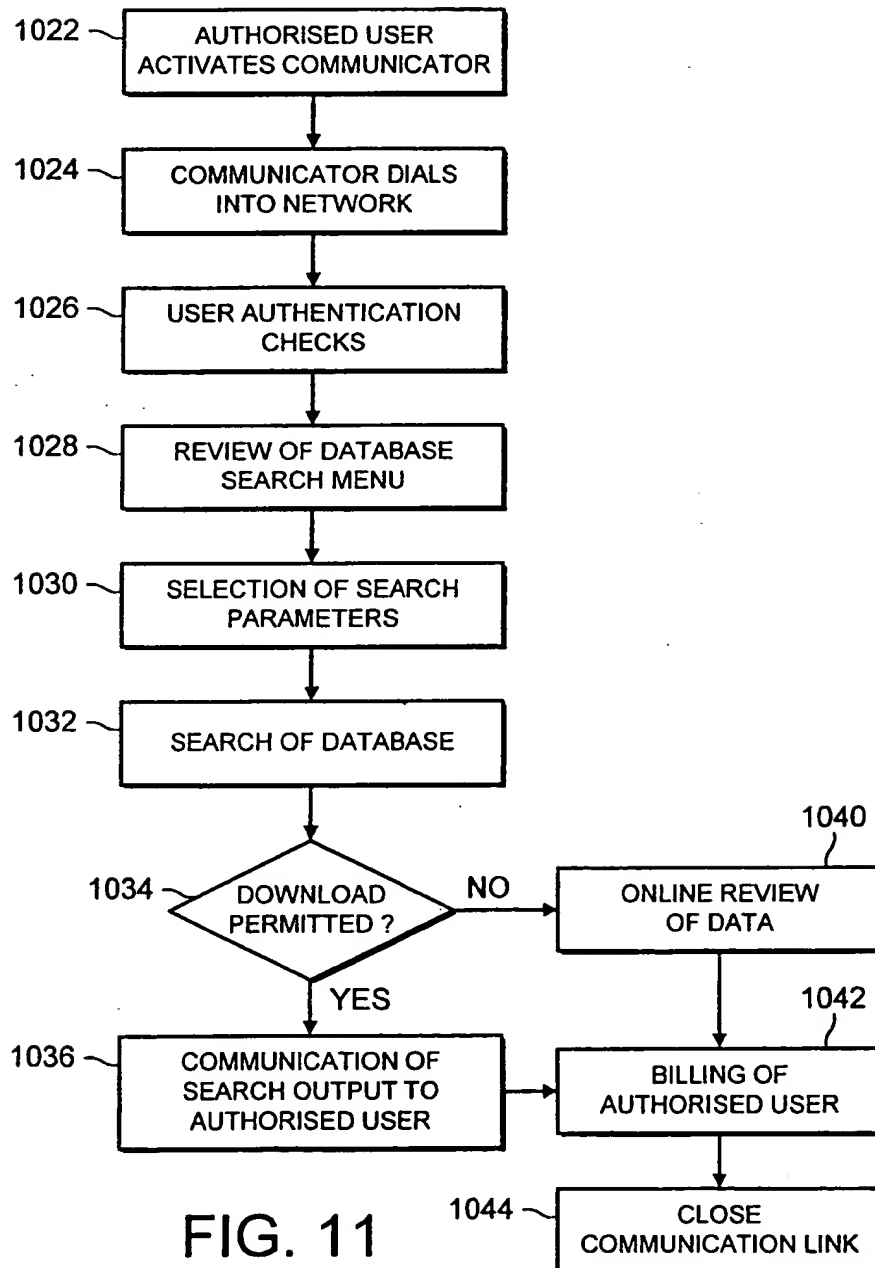 1022
AUTHORISED USER
ACTIVATES COMMUNICATOR
1024
COMMUNICATOR DIALS
INTO NETWORK
1026
USER AUTHENTICATION
CHECKS
1028
REVIEW OF DATABASE
SEARCH MENU
1030
SELECTION OF SEARCH
PARAMETERS
1032
SEARCH OF DATABASE
1034
DOWNLOAD
PERMITTED ?
NO
1040
ONLINE REVIEW
OF DATA
YES
1036
COMMUNICATION OF
SEARCH OUTPUT TO
AUTHORISED USER
1042
BILLING OF
AUTHORISED USER
1044
CLOSE
COMMUNICATION LINK
FIG. 11